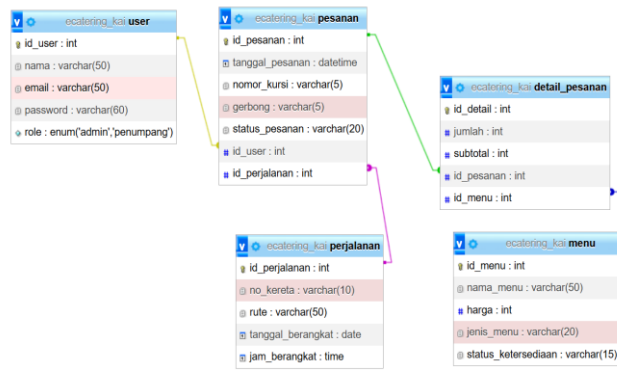 ecatering_kai user
id_user : int
nama : varchar(50)
email : varchar(50)
password : varchar(60)
role : enum('admin','penumpang')
ecatering_kai pesanan
id_pesanan : int
tanggal_pesanan : datetime
nomor_kursi : varchar(5)
gerbong : varchar(5)
status_pesanan : varchar(20)
id_user : int
id_perjalanan : int
ecatering_kai detail_pesanan
id_detail : int
jumlah : int
subtotal : int
id_pesanan : int
id_menu : int
ecatering_kai perjalanan
id_perjalanan : int
no_kereta : varchar(10)
rute : varchar(50)
tanggal_berangkat : date
jam_berangkat : time
ecatering_kai menu
id_menu : int
nama_menu : varchar(50)
harga : int
jenis_menu : varchar(20)
status_ketersediaan : varchar(15)